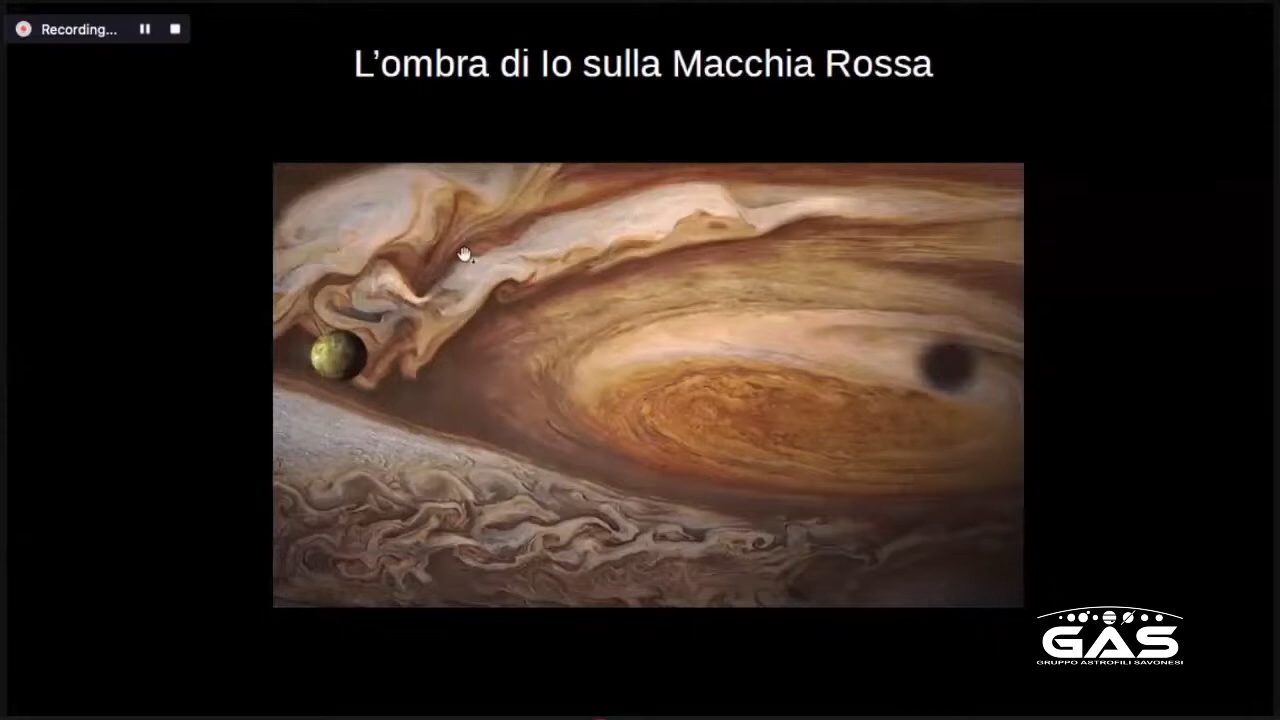 Recording...
L’ombra di Io sulla Macchia Rossa
GAS
GRUPPO ASTROFILI SAVONESI